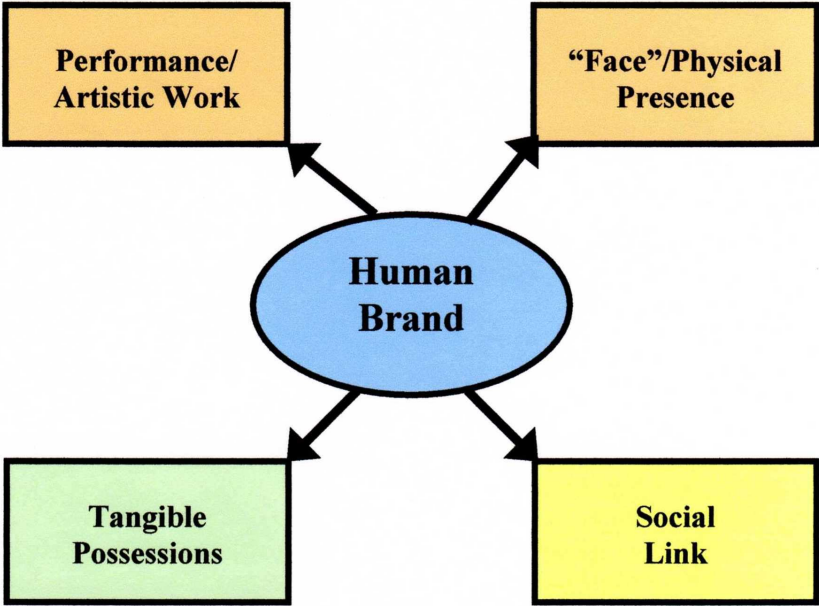 Performance/
Artistic Work
“Face”/Physical
Presence
Human
Brand
Tangible
Possessions
Social
Link